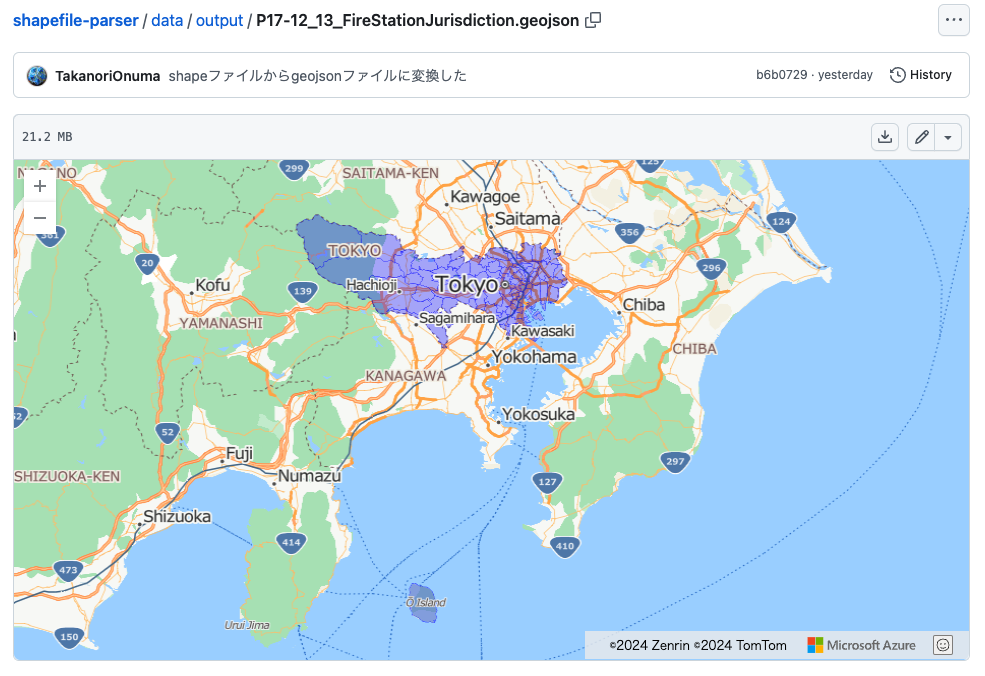 shapefile-parser / data / output / P17-12_13_FireStationJurisdiction.geojson
TakanoriOnuma shapeファイルからgeojsonファイルに変換した b6b0729 · yesterday History
21.2 MB
NAGANO
299
SAITAMA-KEN
125
+
−
361
Kawagoe
Saitama
356
124
20
TOKYO
296
Kofu
139
Hachioji
Tokyo
Chiba
YAMANASHI
Sagamihara
Kawasaki
CHIBA
Yokohama
KANAGAWA
52
Yokosuka
52
Fuji
297
SHIZUOKA-KEN
Numazu
127
Shizuoka
414
410
473
Ō Island
Urui Jima
150
©2024 Zenrin ©2024 TomTom Microsoft Azure